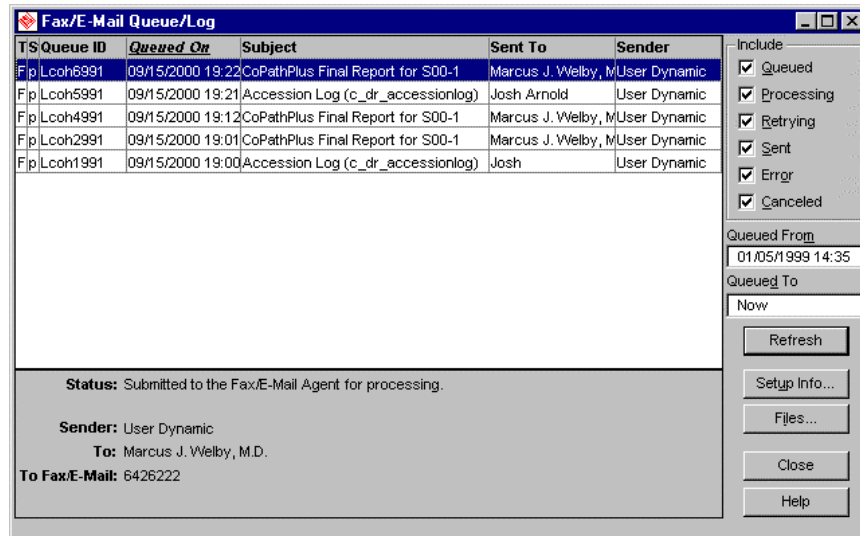 Fax/E-Mail Queue/Log
T S Queue ID Queued On Subject Sent To Sender
F p Lcoh6991 09/15/2000 19:22 CoPathPlus Final Report for S00-1 Marcus J. Welby, M User Dynamic
F p Lcoh5991 09/15/2000 19:21 Accession Log (c_dr_accessionlog) Josh Arnold User Dynamic
F p Lcoh4991 09/15/2000 19:12 CoPathPlus Final Report for S00-1 Marcus J. Welby, M User Dynamic
F p Lcoh2991 09/15/2000 19:01 CoPathPlus Final Report for S00-1 Marcus J. Welby, M User Dynamic
F p Lcoh1991 09/15/2000 19:00 Accession Log (c_dr_accessionlog) Josh User Dynamic
Status: Submitted to the Fax/E-Mail Agent for processing.
Sender: User Dynamic
To: Marcus J. Welby, M.D.
To Fax/E-Mail: 6426222
Include
Queued
Processing
Retrying
Sent
Error
Canceled
Queued From
01/05/1999 14:35
Queued To
Now
Refresh
Setup Info...
Files...
Close
Help